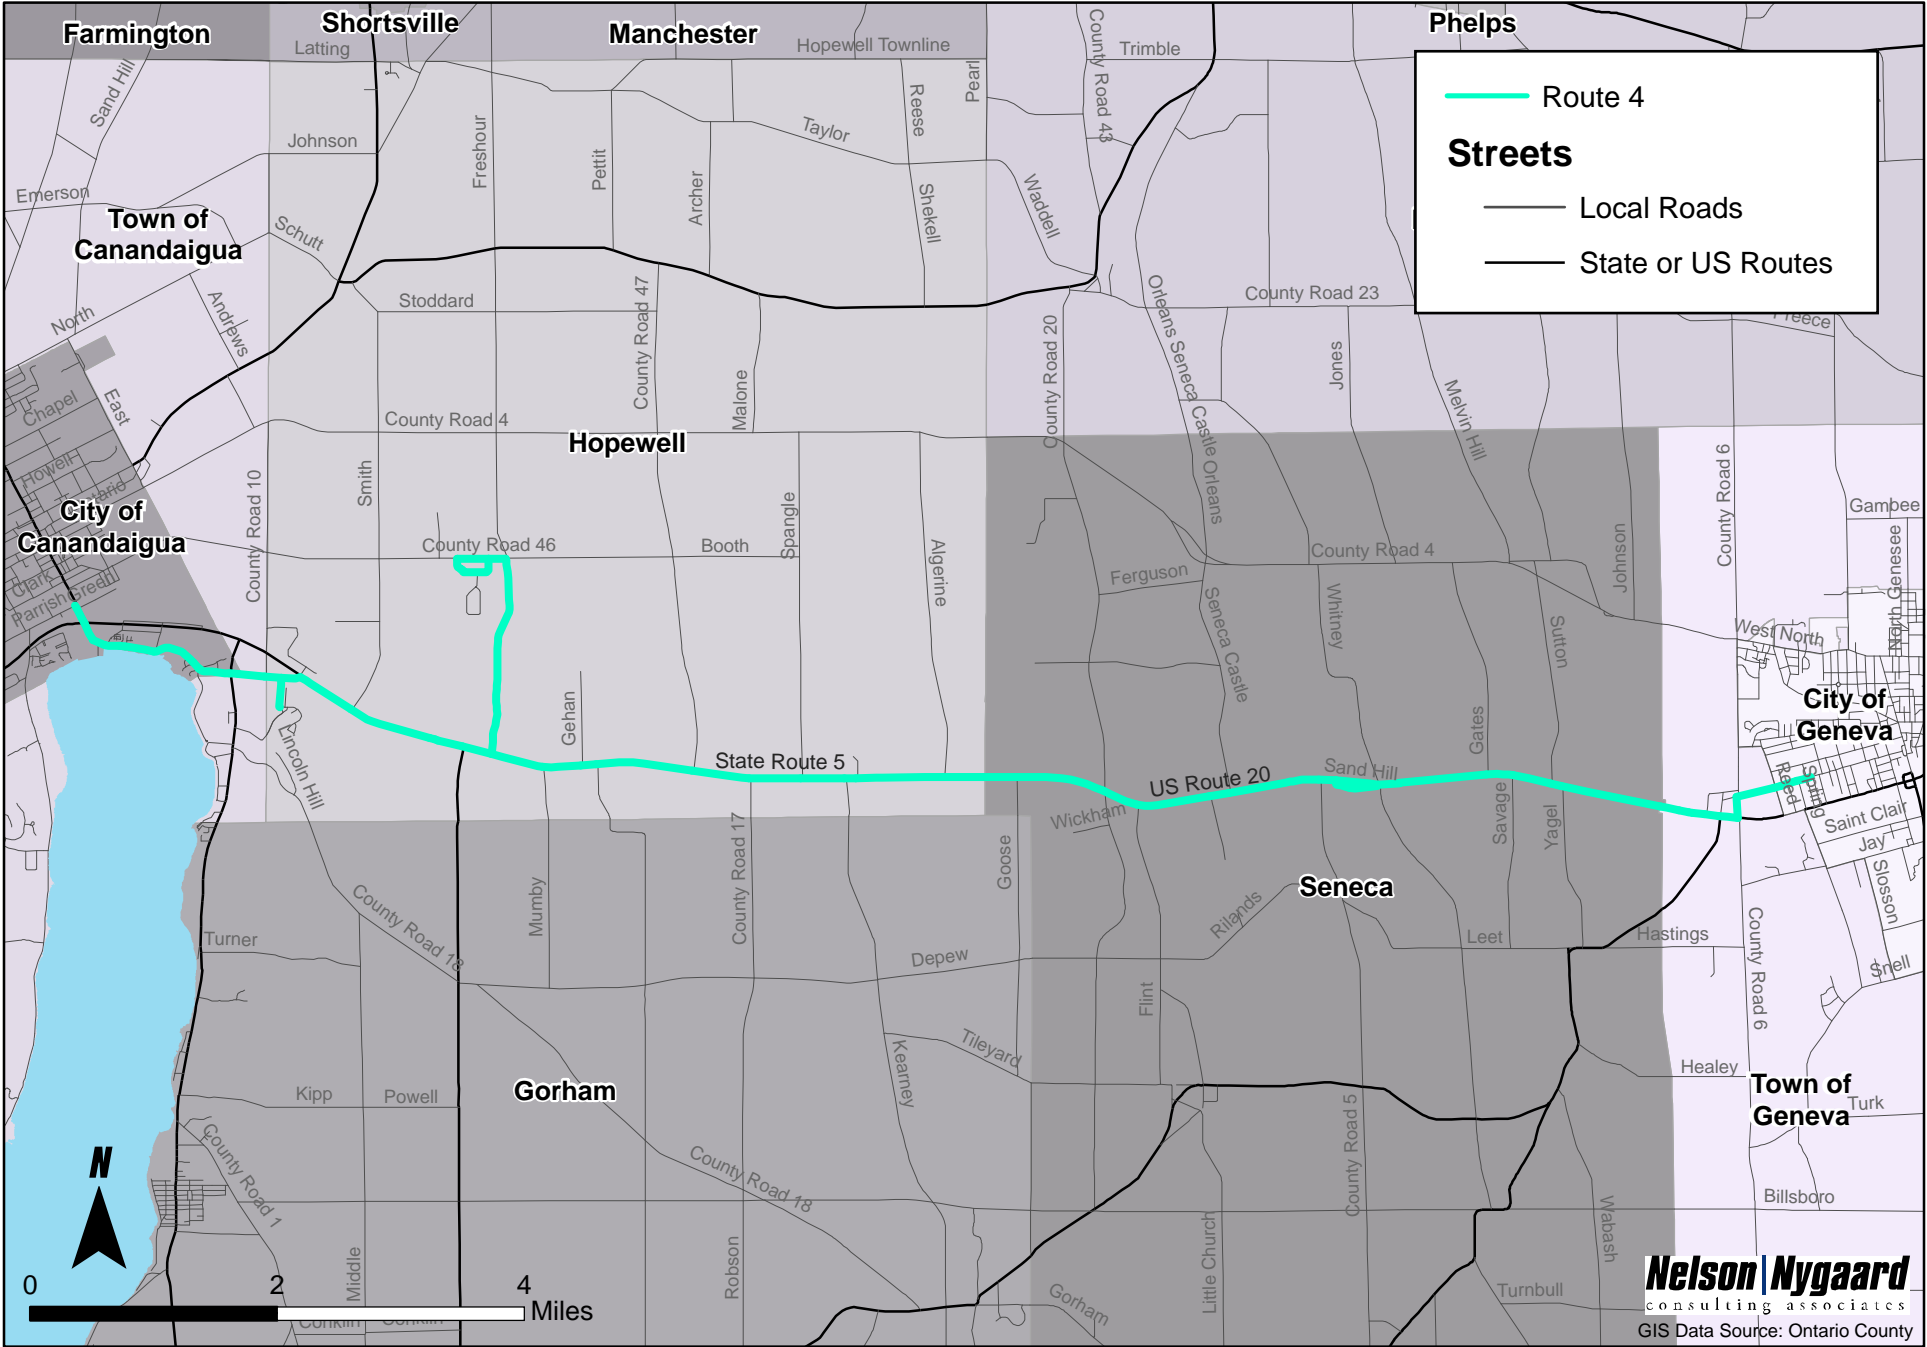 Farmington
Shortsville
Manchester
Phelps
Latting
Hopewell Townline
Trimble
County Road 43
Pearl
Sand Hill
Reese
Johnson
Freshour
Pettit
Taylor
Archer
Shekell
Waddell
Emerson
Town of
Canandaigua
Schutt
Route 4
Streets
Local Roads
State or US Routes
North
Andrews
Stoddard
County Road 47
Malone
County Road 20
Orleans Seneca Castle Orleans
County Road 23
Jones
Preece
Melvin Hill
Chapel
East
County Road 4
Hopewell
Howell
Ontario
City of
Canandaigua
County Road 10
Smith
Spangle
County Road 6
Gambee
County Road 46
Booth
Algerine
County Road 4
Johnson
Clark
Parrish
Green
Ferguson
Seneca Castle
Whitney
Sutton
North Genesee
West North
City of
Geneva
Lincoln Hill
Gehan
State Route 5
US Route 20
Sand Hill
Gates
Reed
Spring
Wickham
Savage
Yagel
Saint Clair
Jay
Slosson
Goose
County Road 17
Mumby
Seneca
Rilands
County Road 18
Turner
Depew
Leet
Hastings
County Road 6
Snell
Flint
Tileyard
Kearney
Healey
Town of
Geneva
Turk
Kipp
Powell
Gorham
County Road 5
County Road 1
County Road 18
Billsboro
N
Middle
Robson
Little Church
Wabash
0
2
4
Miles
Conklin
Conklin
Gorham
Turnbull
Nelson Nygaard
consulting associates
GIS Data Source: Ontario County